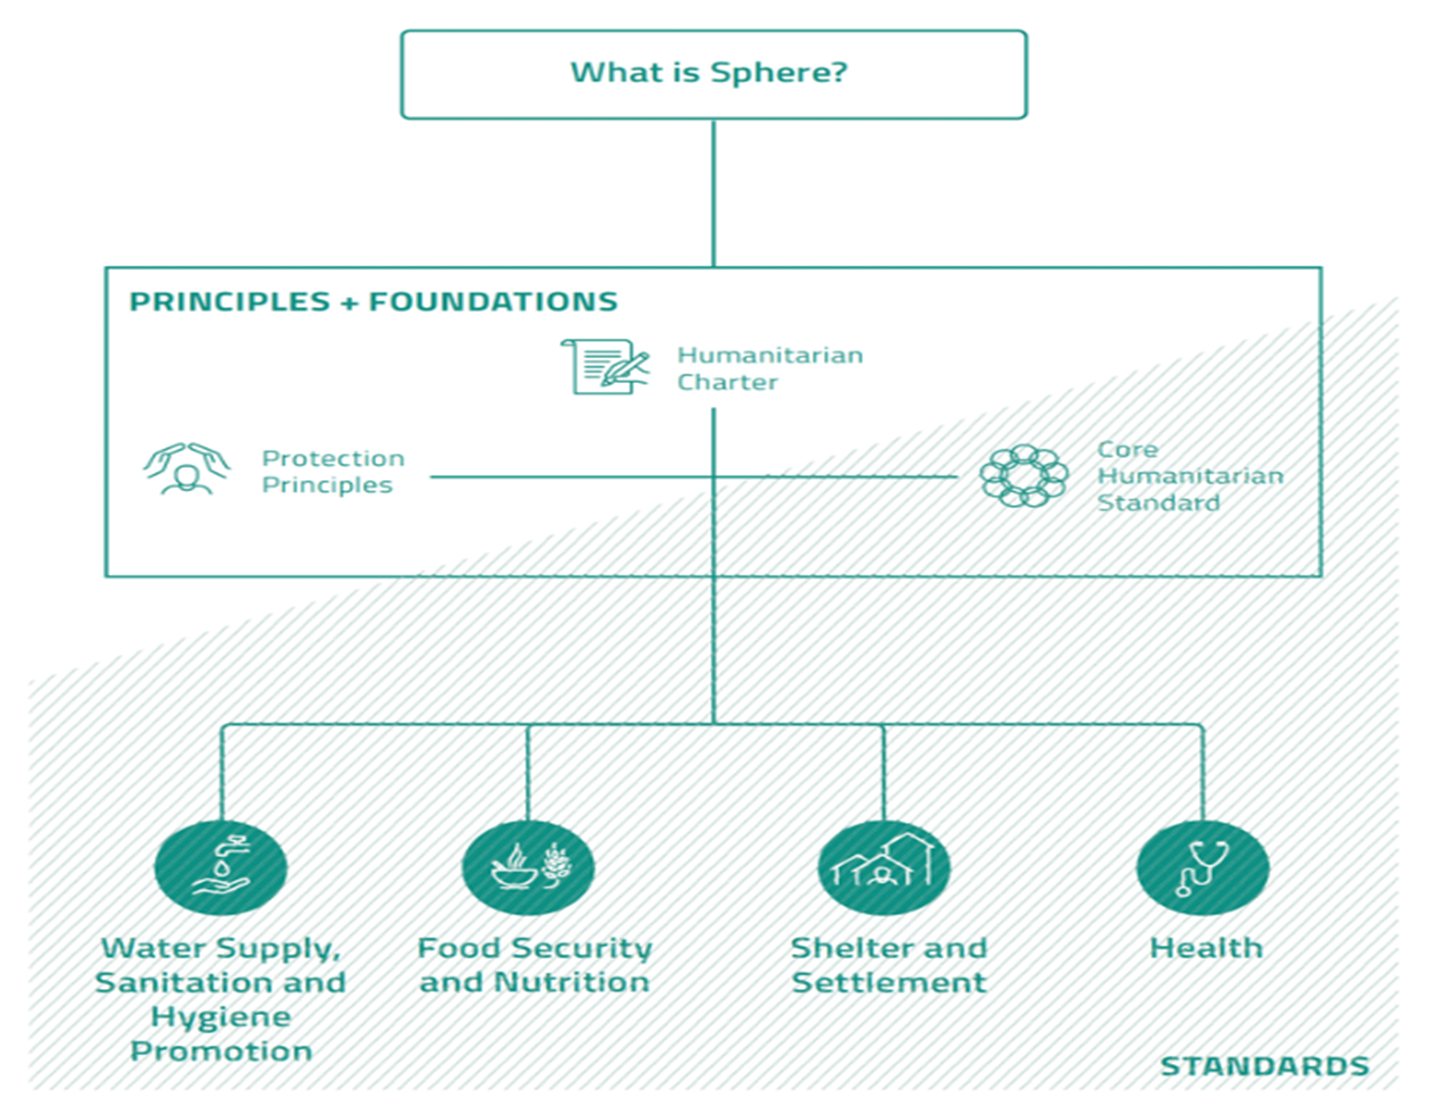 What is Sphere?
PRINCIPLES + FOUNDATIONS
Humanitarian
Charter
Protection
Principles
Core
Humanitarian
Standard
Water Supply,
Sanitation and
Hygiene
Promotion
Food Security
and Nutrition
Shelter and
Settlement
Health
STANDARDS